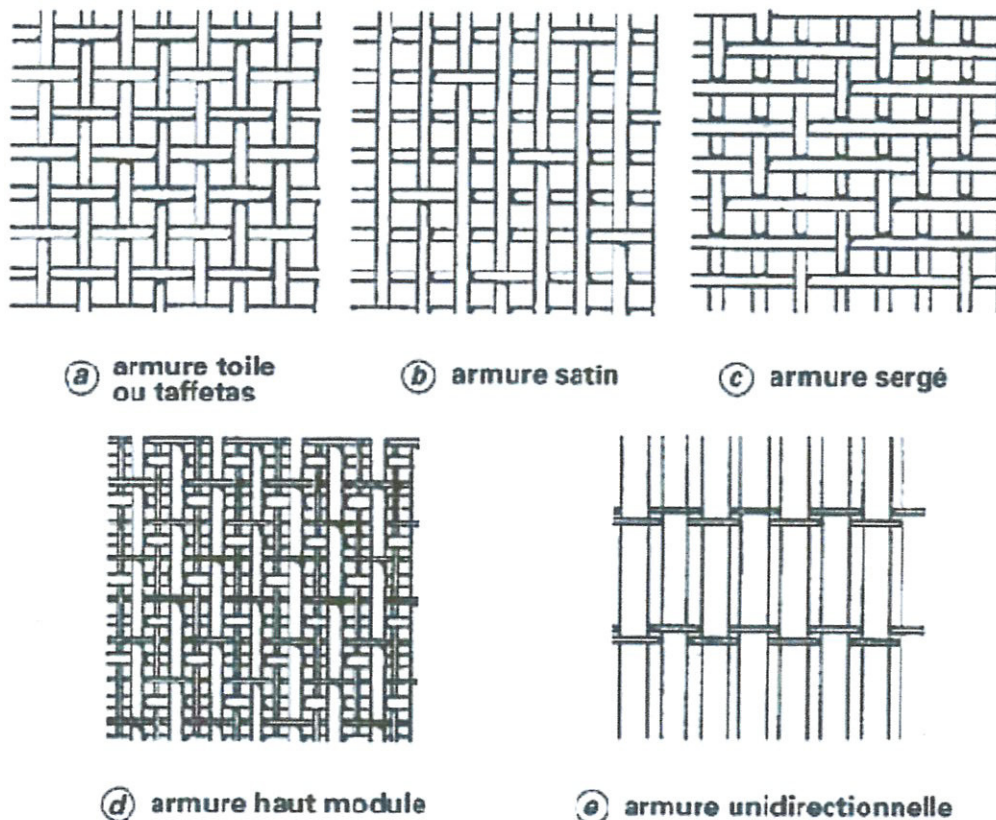 a armure toile
ou taffetas
b armure satin
c armure sergé
d armure haut module
e armure unidirectionnelle